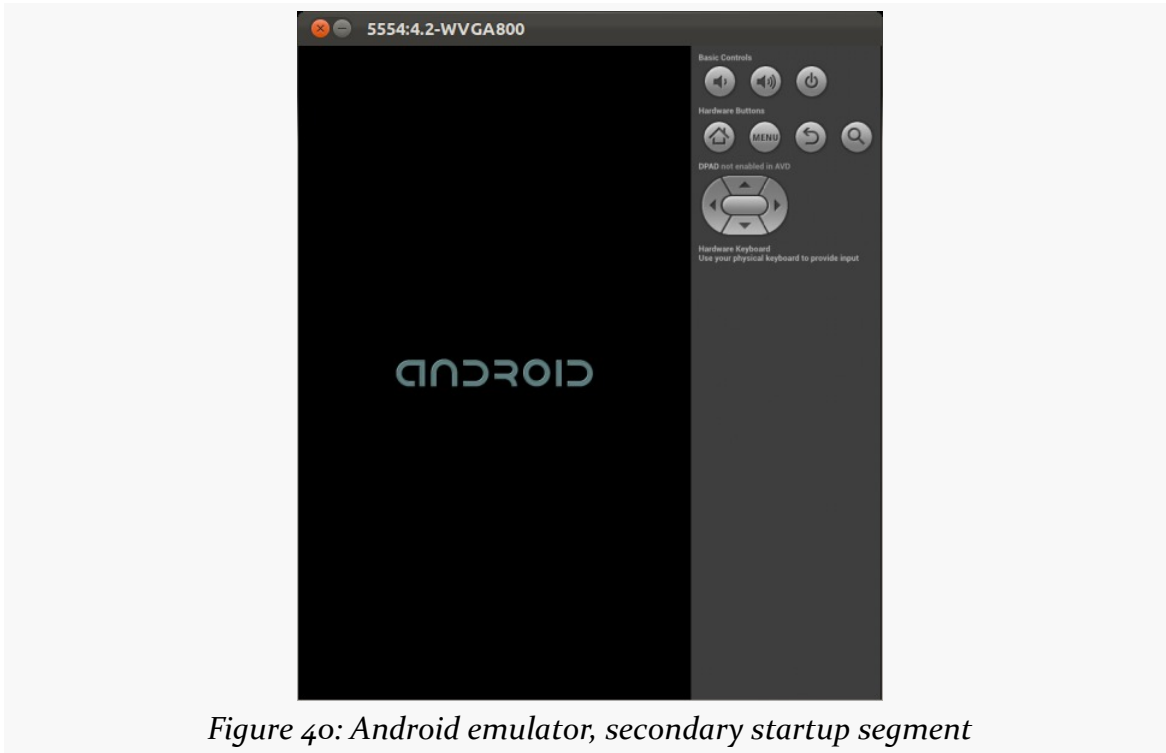 5554:4.2-WVGA800
Basic Controls
Hardware Buttons
MENU
DPAD not enabled in AVD
Hardware Keyboard
Use your physical keyboard to provide input
ANDROID
Figure 40: Android emulator, secondary startup segment